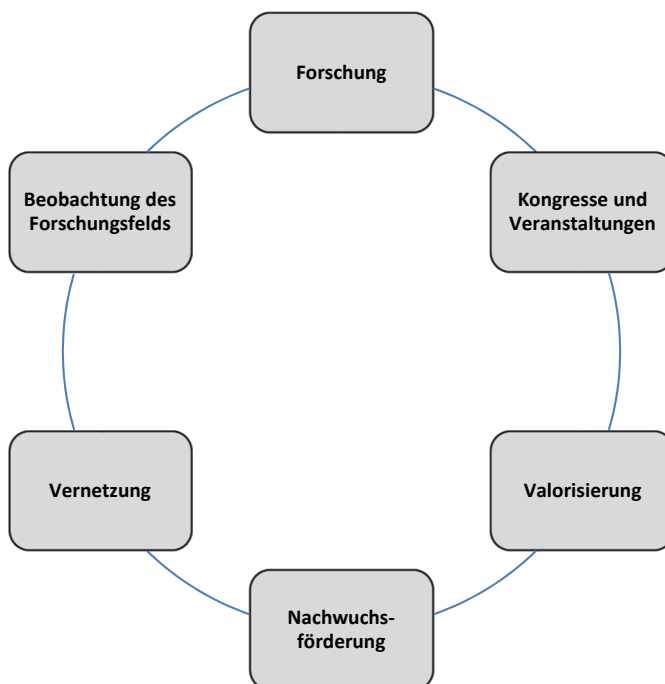 Forschung
Kongresse und
Veranstaltungen
Valorisierung
Nachwuchs-
förderung
Vernetzung
Beobachtung des
Forschungsfelds